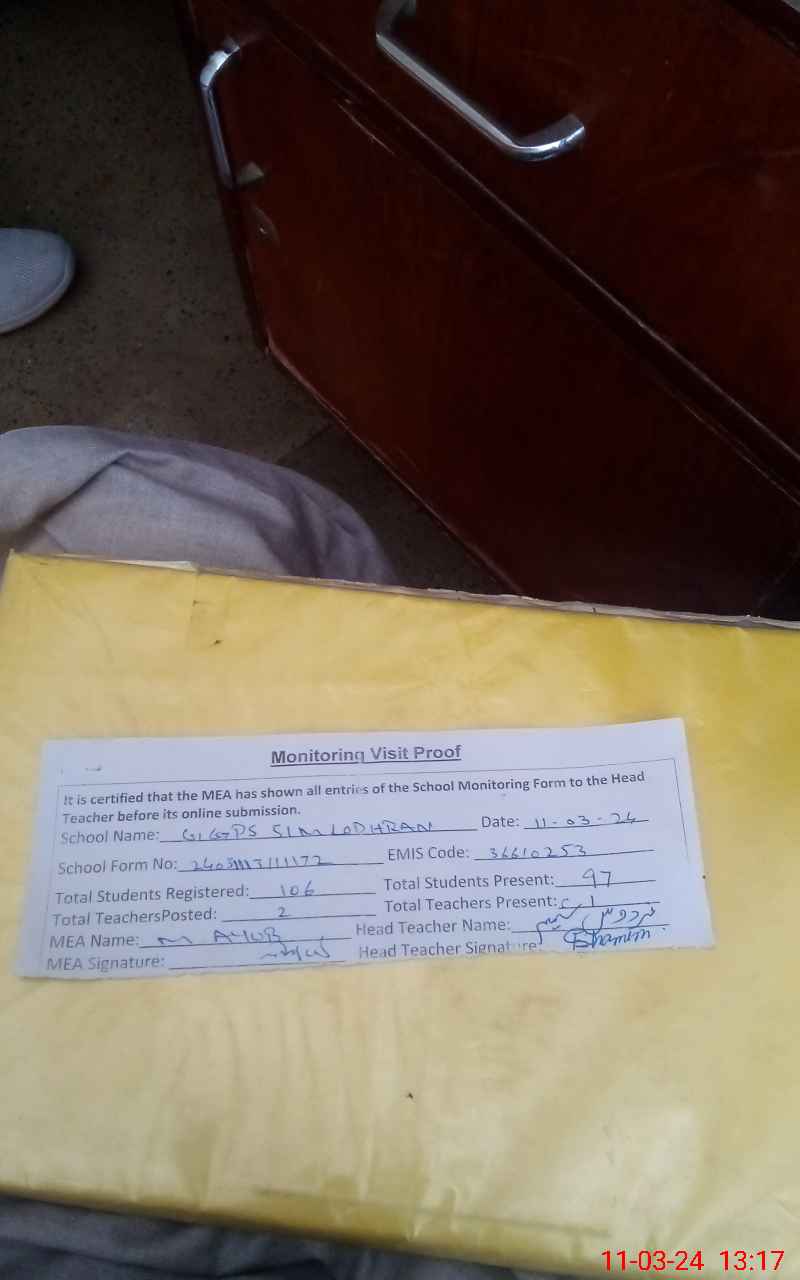 Monitoring Visit Proof
It is certified that the MEA has shown all entries of the School Monitoring Form to the Head
Teacher before its online submission.
School Name: GGPS 51M LODHRAN Date: 11-03-24
School Form No: EMIS Code: 36610253
Total Students Registered: 106 Total Students Present: 97
Total TeachersPosted: 2 Total Teachers Present:
MEA Name: M AYUB Head Teacher Name: فردوس شمیم
MEA Signature: Head Teacher Signature: Shamim
11-03-24 13:17